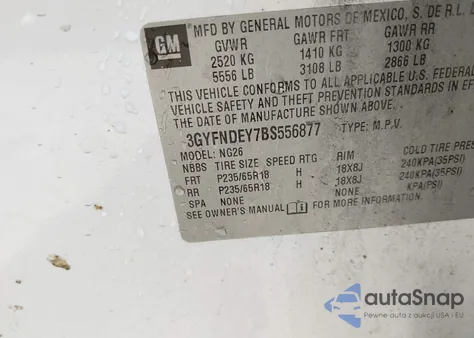 MFD BY GENERAL MOTORS DE MEXICO, S. DE R.L.
GM
GVWR GAWR FRT GAWR RR
2520 KG 1410 KG 1300 KG
5556 LB 3108 LB 2866 LB
THIS VEHICLE CONFORMS TO ALL APPLICABLE U.S. FEDERAL
VEHICLE SAFETY AND THEFT PREVENTION STANDARDS
THE DATE OF MANUFACTURE SHOWN ABOVE.
3GYFNDEY7BS556877 TYPE: M.P.V.
MODEL: NG26
NBBS TIRE SIZE SPEED RTG RIM COLD TIRE PRES
FRT P235/65R18 H 18X8J 240KPA(35PSI)
RR P235/65R18 H 18X8J 240KPA(35PSI)
SPA NONE NONE KPA(PSI)
SEE OWNER'S MANUAL FOR MORE INFORMATION
autoSnap
Pewne auta z USA i EU